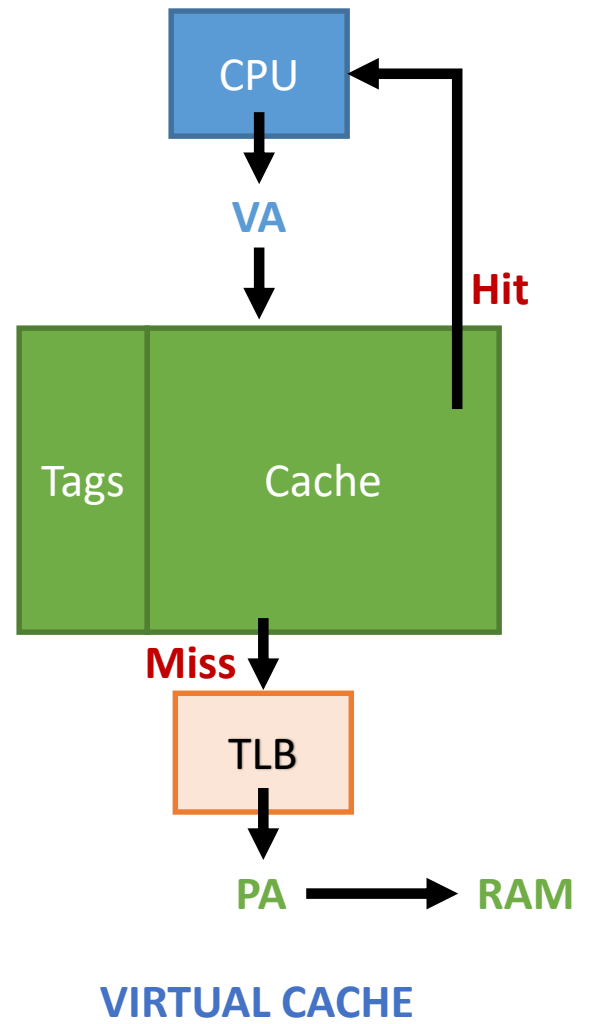 CPU
VA
Hit
Tags
Cache
Miss
TLB
PA
RAM
VIRTUAL CACHE